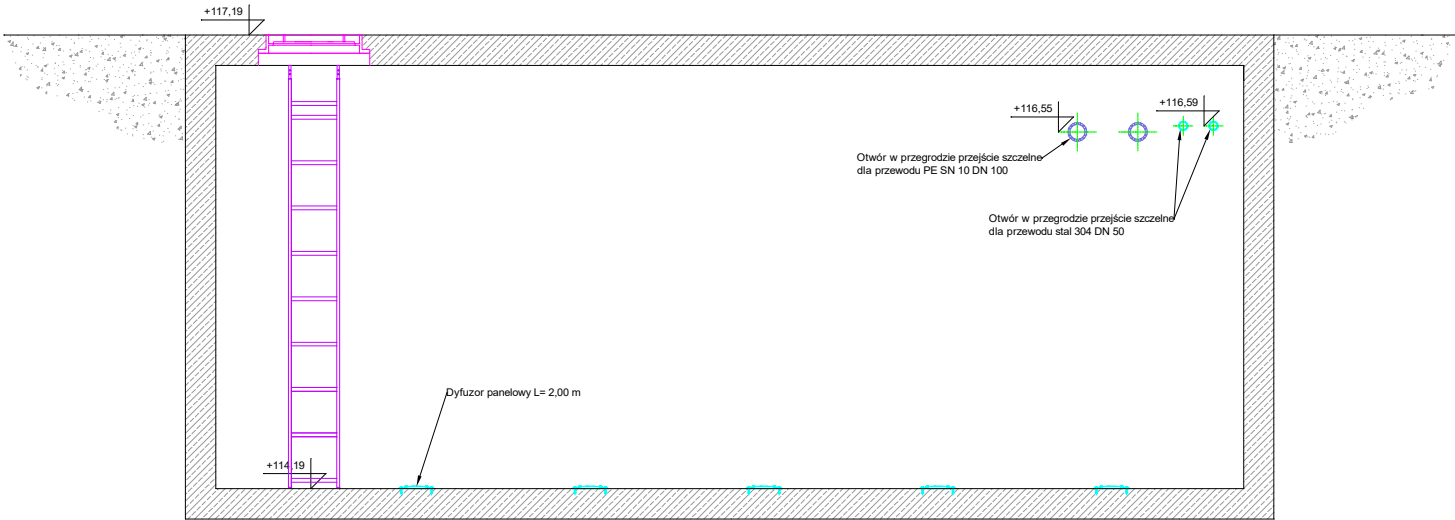 +117,19
+116,55
+116,59
Otwór w przegrodzie przejście szczelne
dla przewodu PE SN 10 DN 100
Otwór w przegrodzie przejście szczelne
dla przewodu stal 304 DN 50
Dyfuzor panelowy L= 2,00 m
+114,19